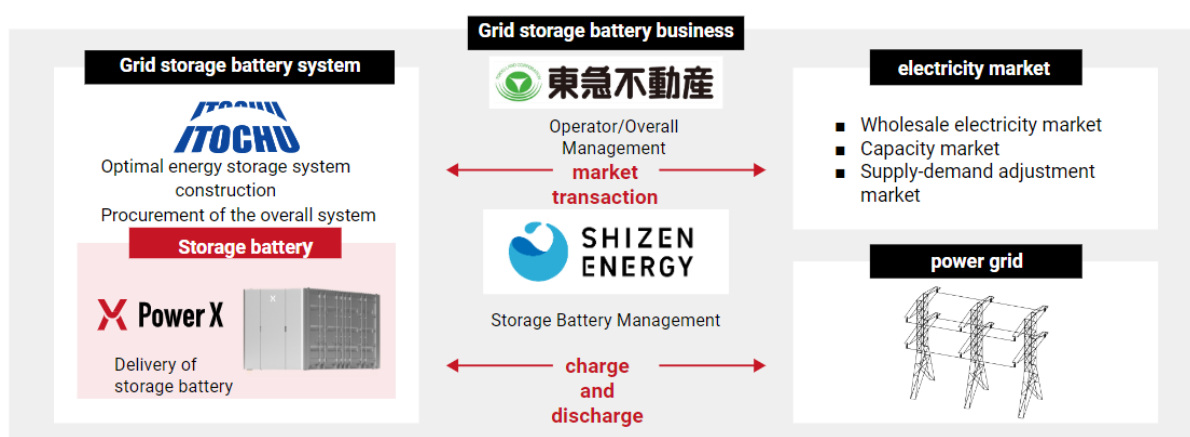 Grid storage battery business
Grid storage battery system
ITOCHU
ITOCHU
Optimal energy storage system
construction
Procurement of the overall system
Storage battery
X
Power X
Delivery of
storage battery
東急不動産
Operator/Overall
Management
market
transaction
SHIZEN
ENERGY
Storage Battery Management
charge
and
discharge
electricity market
■ Wholesale electricity market
■ Capacity market
■ Supply-demand adjustment
market
power grid